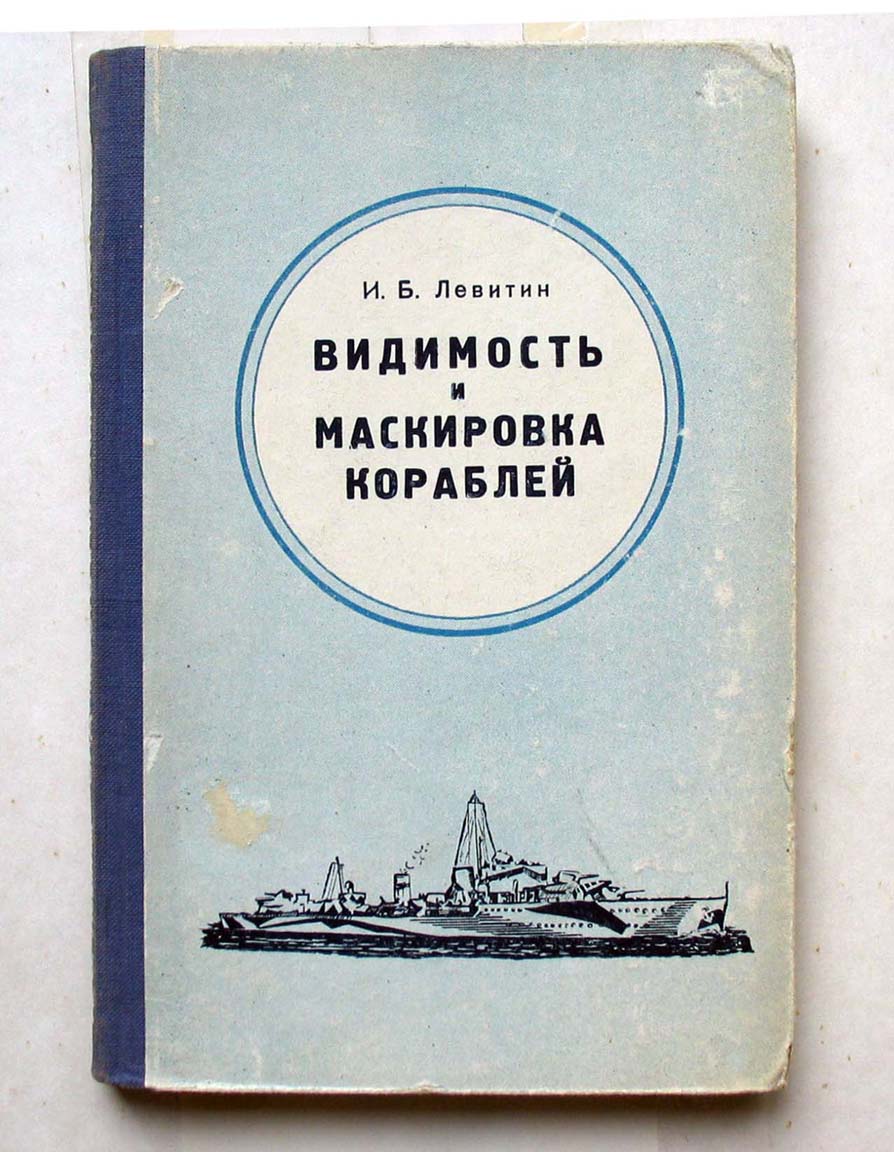 И. Б. Левитин
ВИДИМОСТЬ
И
МАСКИРОВКА
КОРАБЛЕЙ